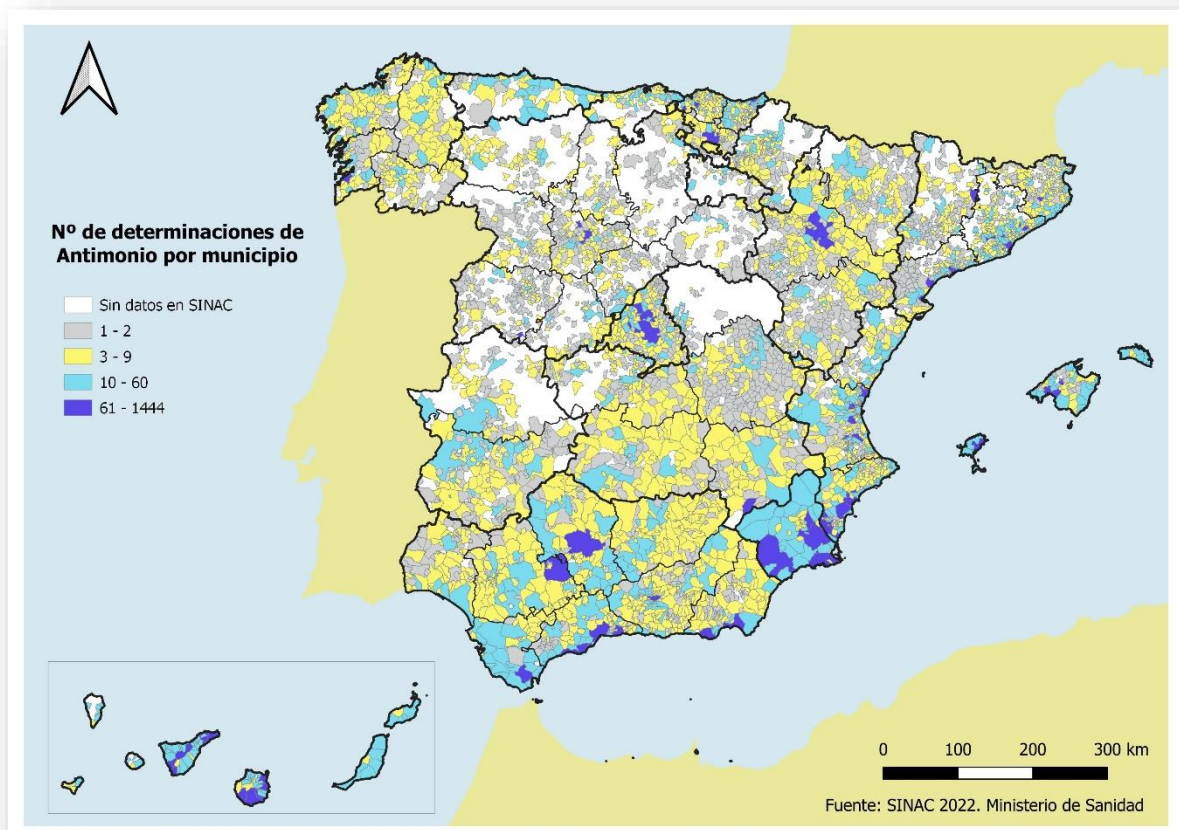 Nº de determinaciones de
Antimonio por municipio
Sin datos en SINAC
1 - 2
3 - 9
10 - 60
61 - 1444
0 100 200 300 km
Fuente: SINAC 2022. Ministerio de Sanidad